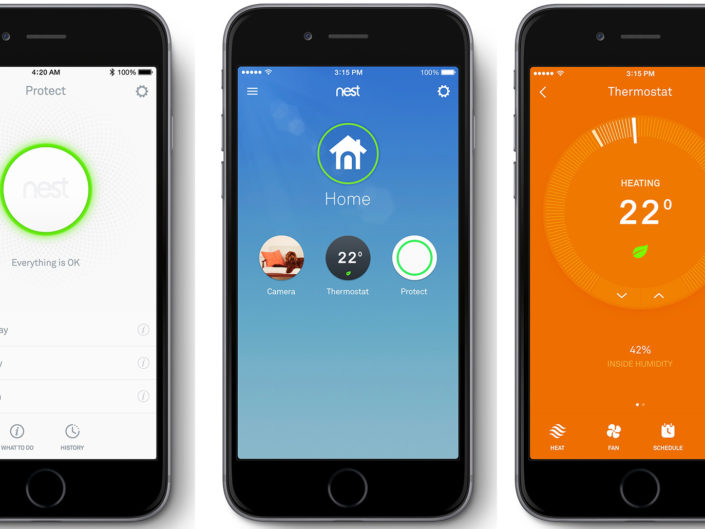 4:20 AM
100%
Protect
nest
Everything is OK
ay
y
WHAT TO DO
HISTORY
3:15 PM
100%
nest
Home
22°
Camera
Thermostat
Protect
3:15 PM
Thermostat
HEATING
22°
42%
INSIDE HUMIDITY
HEAT
FAN
SCHEDULE